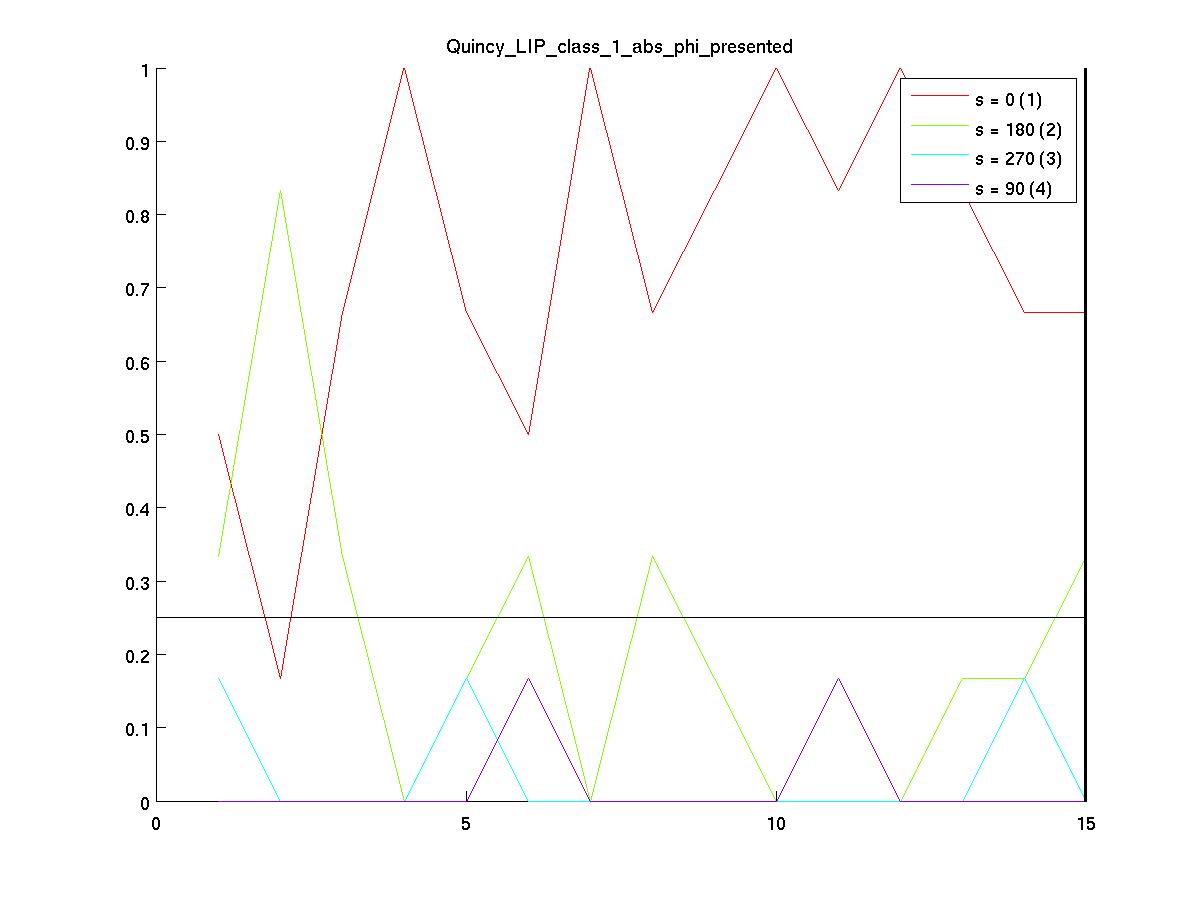 Quincy_LIP_class_1_abs_phi_presented
1
0.9
0.8
0.7
0.6
0.5
0.4
0.3
0.2
0.1
0
s = 0 (1)
s = 180 (2)
s = 270 (3)
s = 90 (4)
0 5 10 15